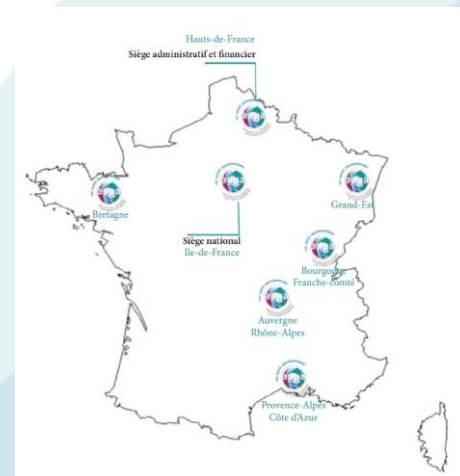 Hauts-de-France
Siège administratif et financier
Bretagne
Grand-Est
Siège national
Ile-de-France
Bourgogne
Franche-comté
Auvergne
Rhône-Alpes
Provence-Alpes
Côte d'Azur